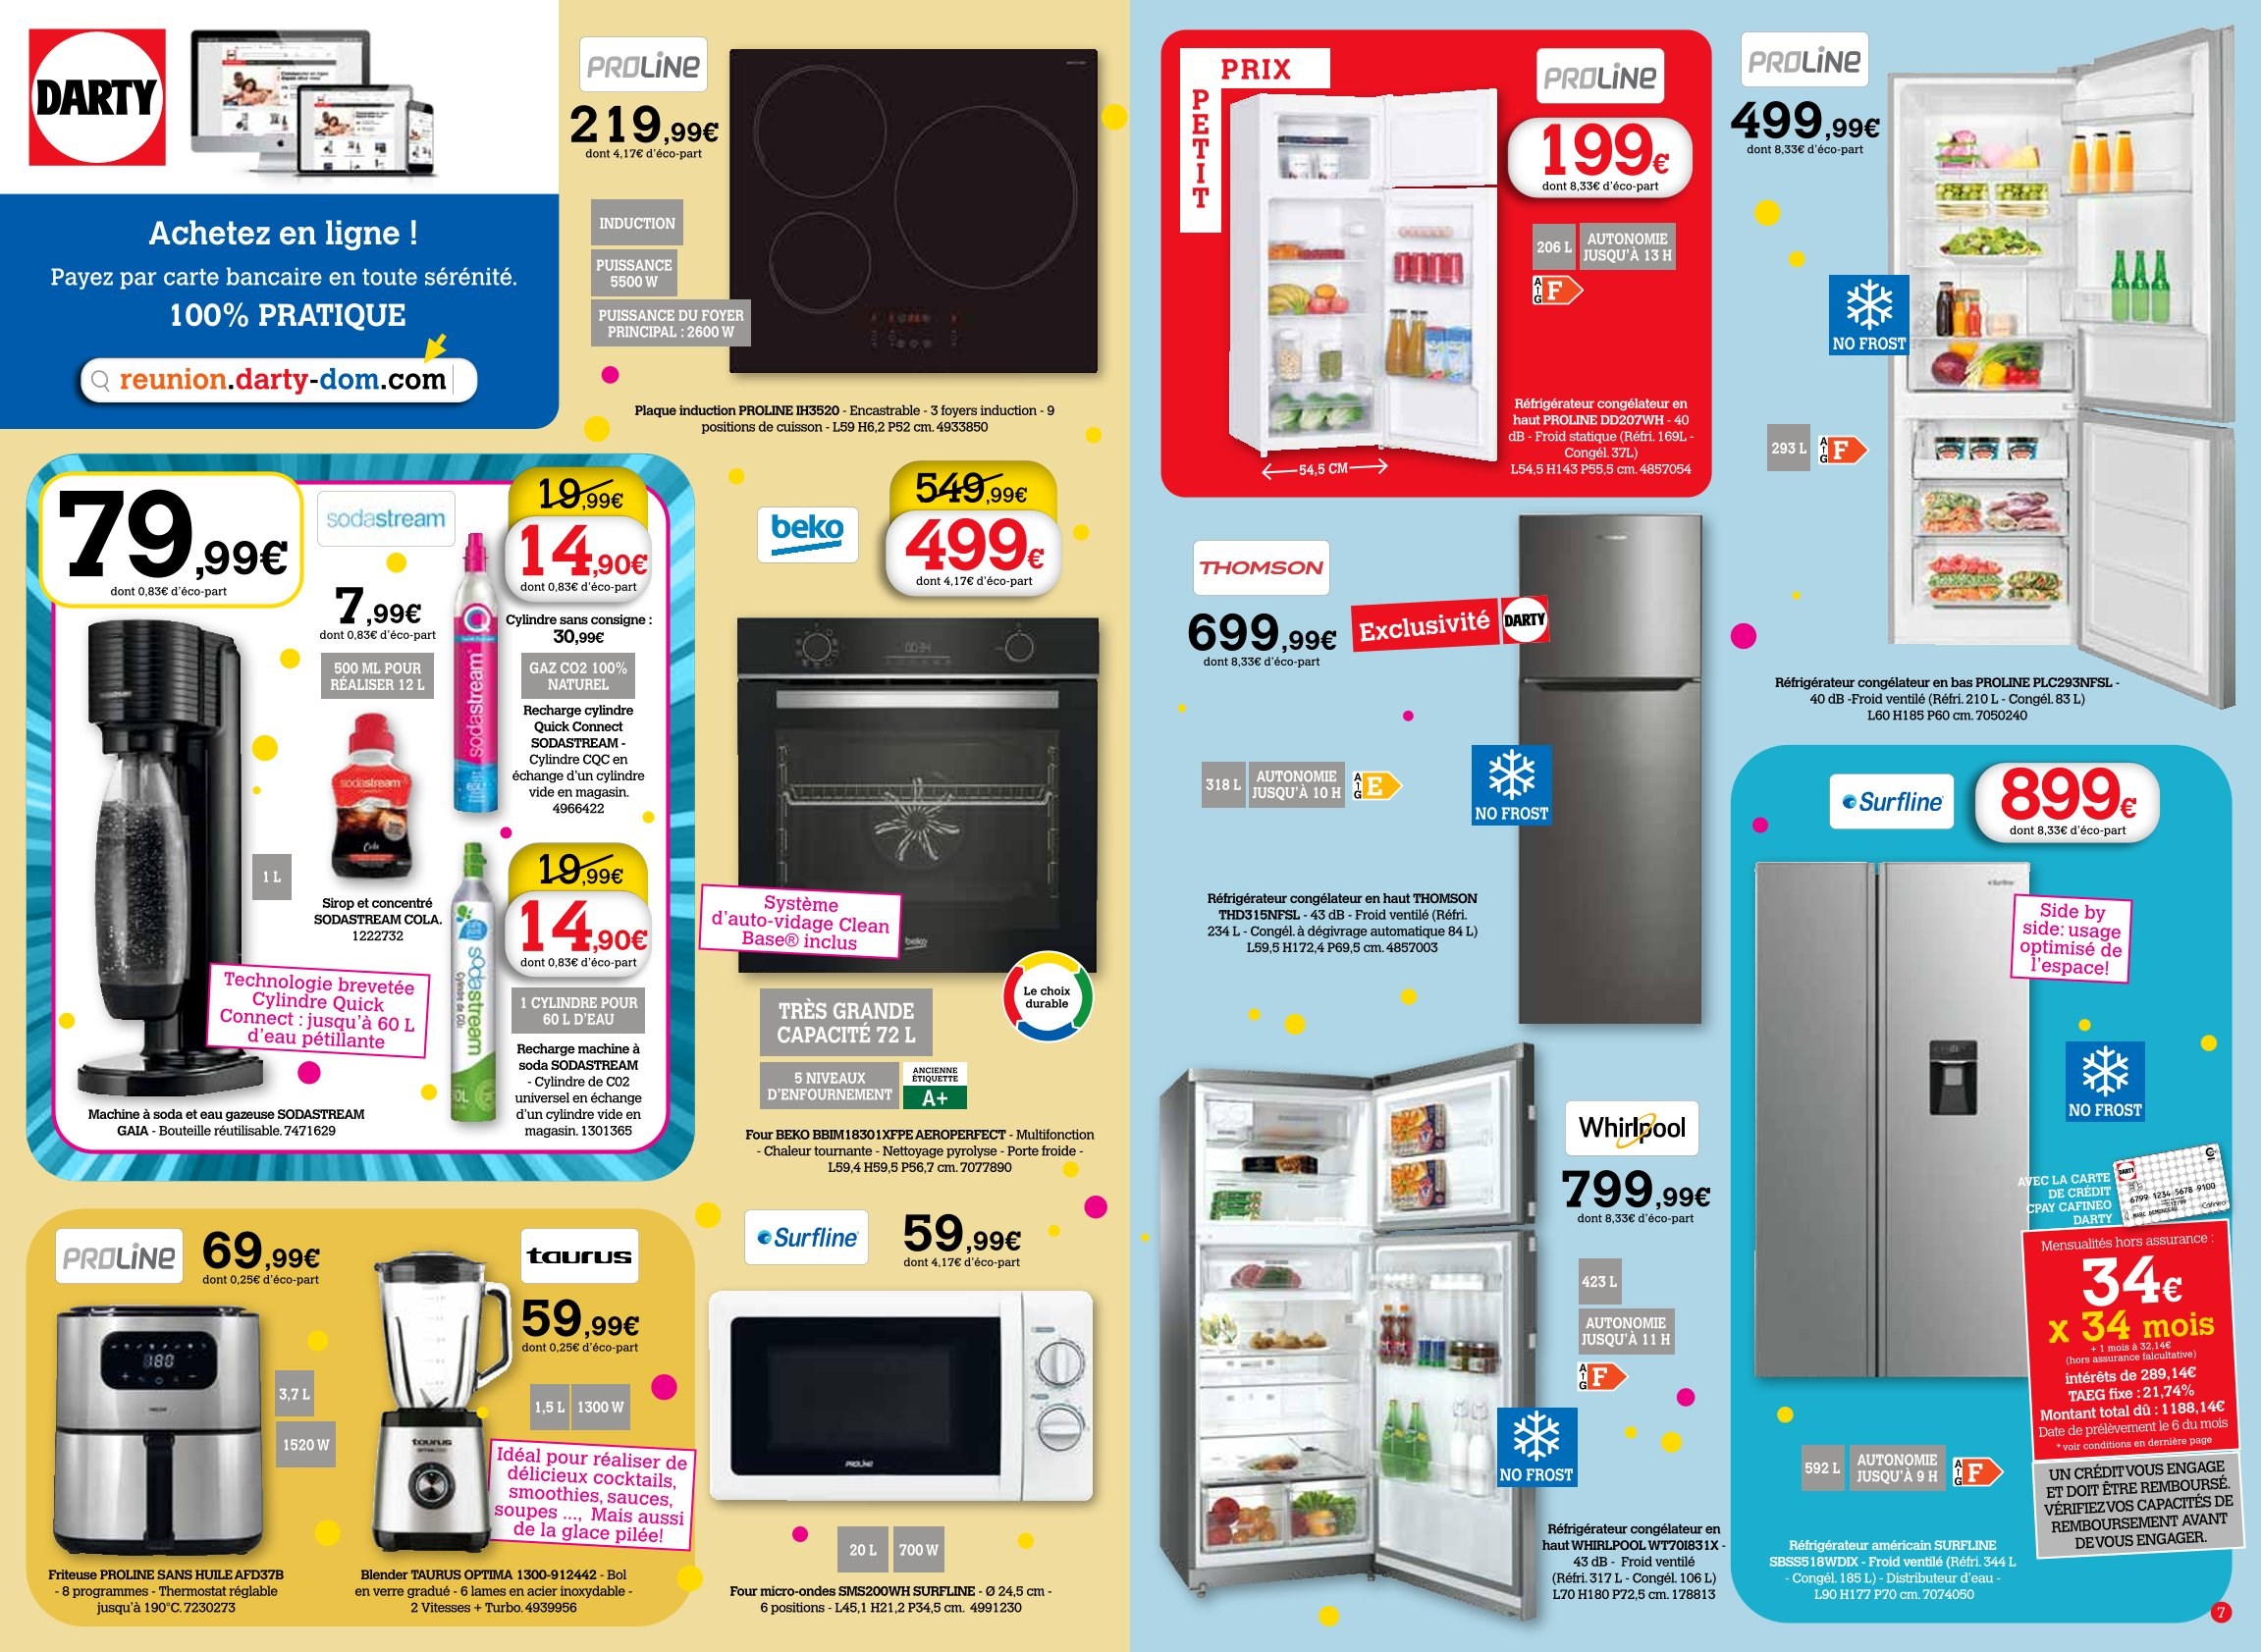 DARTY
Achetez en ligne !
Payez par carte bancaire en toute sérénité.
100% PRATIQUE
reunion.darty-dom.com
PROLINE
219,99€
dont 4,17€ d'éco-part
INDUCTION
PUISSANCE
5500 W
PUISSANCE DU FOYER
PRINCIPAL : 2600 W
Plaque induction PROLINE IH3520 - Encastrable - 3 foyers induction - 9
positions de cuisson - L59 H6,2 P52 cm. 4933850
79,99€
dont 0,83€ d'éco-part
sodastream
7,99€
dont 0,83€ d'éco-part
500 ML POUR
RÉALISER 12 L
sodastream
Cola
Sirop et concentré
SODASTREAM COLA.
1222732
1 L
Technologie brevetée
Cylindre Quick
Connect : jusqu'à 60 L
d'eau pétillante
Machine à soda et eau gazeuse SODASTREAM
GAIA - Bouteille réutilisable. 7471629
19,99€
14,90€
dont 0,83€ d'éco-part
Cylindre sans consigne :
30,99€
GAZ CO2 100%
NATUREL
Recharge cylindre
Quick Connect
SODASTREAM -
Cylindre CQC en
échange d'un cylindre
vide en magasin.
4966422
sodastream
19,99€
14,90€
dont 0,83€ d'éco-part
1 CYLINDRE POUR
60 L D'EAU
Recharge machine à
soda SODASTREAM
- Cylindre de C02
universel en échange
d'un cylindre vide en
magasin. 1301365
sodastream
beko
549,99€
499€
dont 4,17€ d'éco-part
Système
d'auto-vidage Clean
Base® inclus
beko
Le choix
durable
TRÈS GRANDE
CAPACITÉ 72 L
5 NIVEAUX
D'ENFOURNEMENT
ANCIENNE
ÉTIQUETTE
A+
Four BEKO BBIM18301XFPE AEROPERFECT - Multifonction
- Chaleur tournante - Nettoyage pyrolyse - Porte froide -
L59,4 H59,5 P56,7 cm. 7077890
PROLINE
69,99€
dont 0,25€ d'éco-part
180
3,7 L
1520 W
Friteuse PROLINE SANS HUILE AFD37B
- 8 programmes - Thermostat réglable
jusqu'à 190°C. 7230273
taurus
59,99€
dont 0,25€ d'éco-part
1,5 L
1300 W
taurus
Idéal pour réaliser de
délicieux cocktails,
smoothies, sauces,
soupes ..., Mais aussi
de la glace pilée!
Blender TAURUS OPTIMA 1300-912442 - Bol
en verre gradué - 6 lames en acier inoxydable -
2 Vitesses + Turbo. 4939956
Surfline
59,99€
dont 4,17€ d'éco-part
PROLINE
20 L
700 W
Four micro-ondes SMS200WH SURFLINE - Ø 24,5 cm -
6 positions - L45,1 H21,2 P34,5 cm. 4991230
PETIT
PRIX
PROLINE
199€
dont 8,33€ d'éco-part
206 L
AUTONOMIE
JUSQU'À 13 H
A
G
F
54,5 CM
Réfrigérateur congélateur en
haut PROLINE DD207WH - 40
dB - Froid statique (Réfri. 169L -
Congél. 37L)
L54,5 H143 P55,5 cm. 4857054
PROLINE
499,99€
dont 8,33€ d'éco-part
NO FROST
293 L
A
G
F
Réfrigérateur congélateur en bas PROLINE PLC293NFSL -
40 dB -Froid ventilé (Réfri. 210 L - Congél. 83 L)
L60 H185 P60 cm. 7050240
THOMSON
699,99€
dont 8,33€ d'éco-part
Exclusivité DARTY
318 L
AUTONOMIE
JUSQU'À 10 H
A
G
E
NO FROST
Réfrigérateur congélateur en haut THOMSON
THD315NFSL - 43 dB - Froid ventilé (Réfri.
234 L - Congél. à dégivrage automatique 84 L)
L59,5 H172,4 P69,5 cm. 4857003
Whirlpool
799,99€
dont 8,33€ d'éco-part
423 L
AUTONOMIE
JUSQU'À 11 H
A
G
F
NO FROST
Réfrigérateur congélateur en
haut WHIRLPOOL WT70I831X -
43 dB - Froid ventilé
(Réfri. 317 L - Congél. 106 L)
L70 H180 P72,5 cm. 178813
Surfline
899€
dont 8,33€ d'éco-part
Side by
side: usage
optimisé de
l'espace!
NO FROST
AVEC LA CARTE
DE CRÉDIT
CPAY CAFINEO
DARTY
6799 1234 5678 9100
Mensualités hors assurance :
34€
x 34 mois
+ 1 mois à 32,14€
(hors assurance falcultative)
intérêts de 289,14€
TAEG fixe : 21,74%
Montant total dû : 1188,14€
Date de prélèvement le 6 du mois
* voir conditions en dernière page
UN CRÉDIT VOUS ENGAGE
ET DOIT ÊTRE REMBOURSÉ.
VÉRIFIEZ VOS CAPACITÉS DE
REMBOURSEMENT AVANT
DE VOUS ENGAGER.
592 L
AUTONOMIE
JUSQU'À 9 H
A
G
F
Réfrigérateur américain SURFLINE
SBSS518WDIX - Froid ventilé (Réfri. 344 L
- Congél. 185 L) - Distributeur d'eau -
L90 H177 P70 cm. 7074050
7